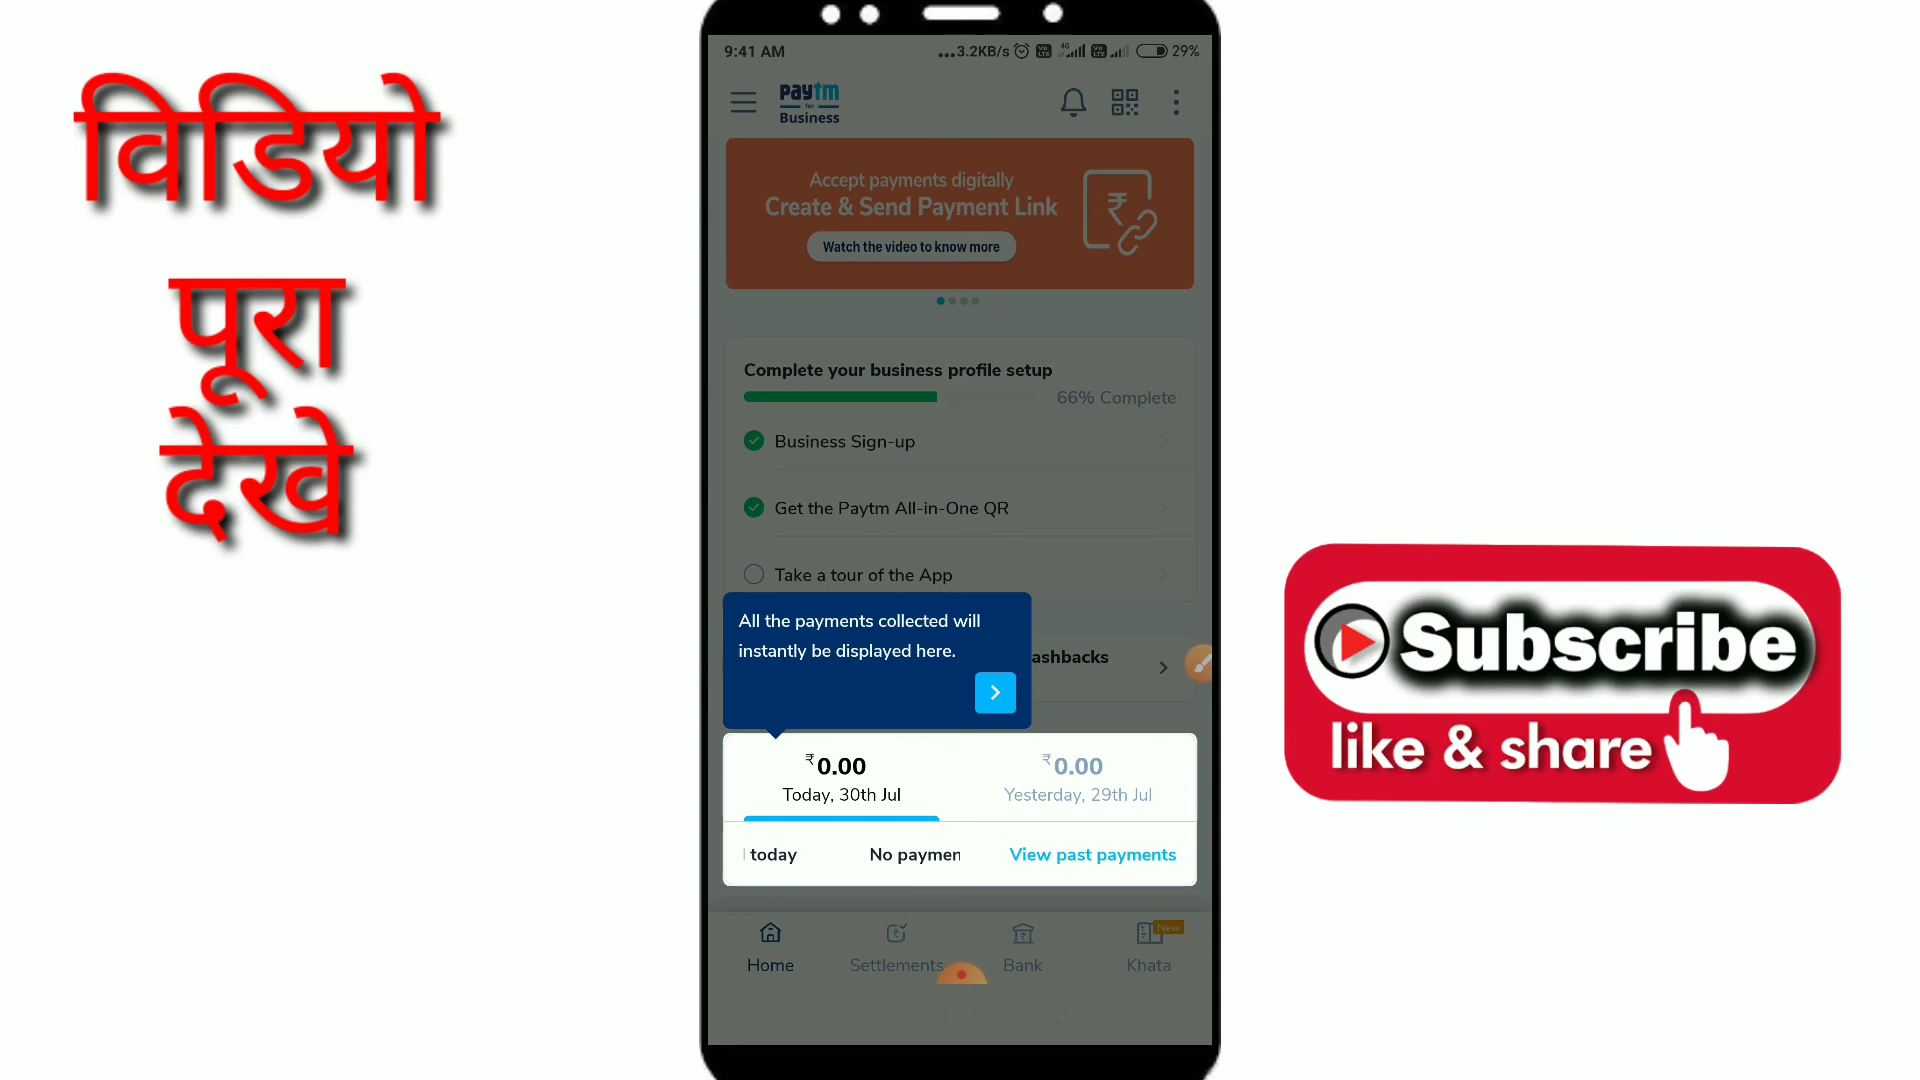 विडियो
पूरा
देखे
9:41 AM
...3.2KB/s
4G
29%
paytm
for
Business
Accept payments digitally
Create & Send Payment Link
Watch the video to know more
₹
Complete your business profile setup
66% Complete
Business Sign-up
Get the Paytm All-in-One QR
Take a tour of the App
All the payments collected will
instantly be displayed here.
ashbacks
₹0.00
Today, 30th Jul
₹0.00
Yesterday, 29th Jul
today
No paymen
View past payments
Home
Settlements
Bank
New
Khata
Subscribe
like & share